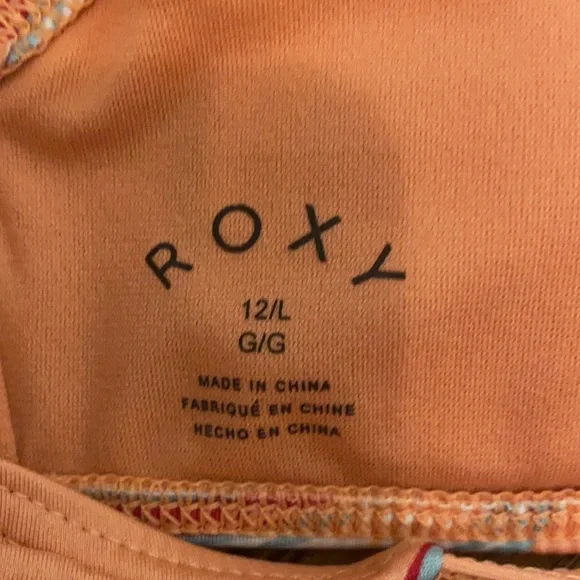 ROXY
12/L
G/G
MADE IN CHINA
FABRIQUÉ EN CHINE
HECHO EN CHINA